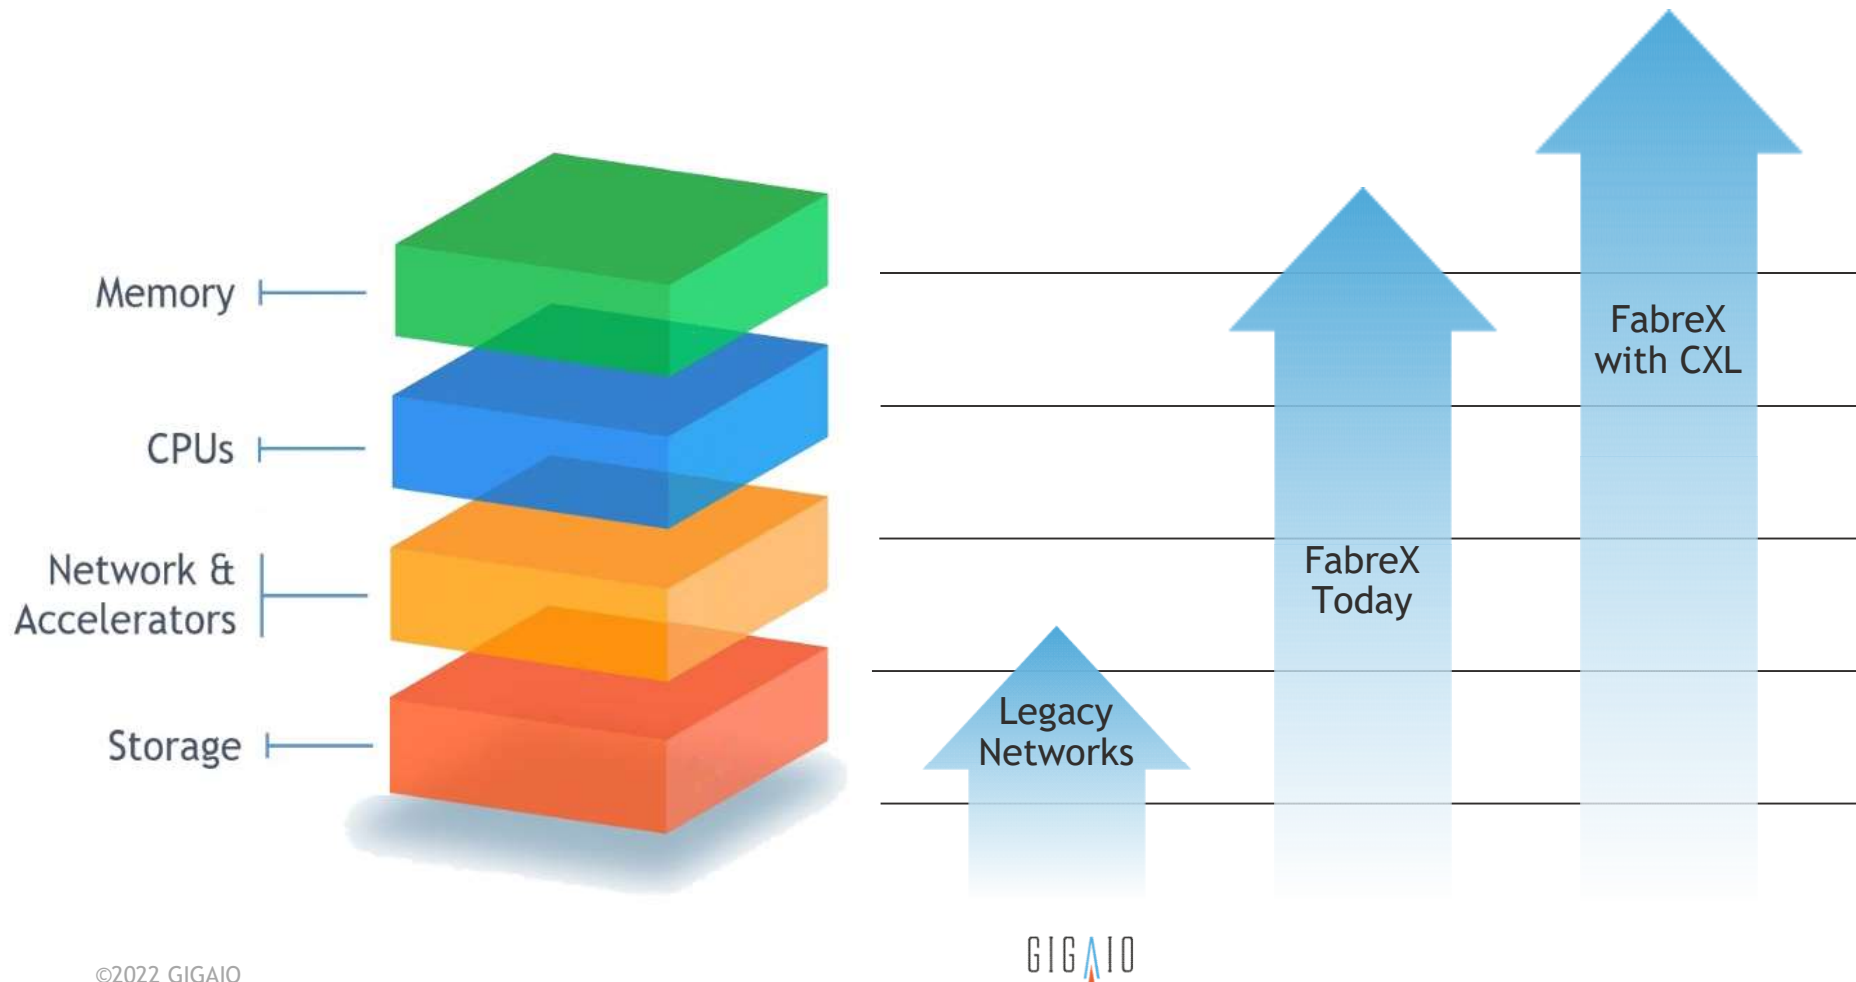 Memory
CPUs
Network &
Accelerators
Storage
Legacy
Networks
FabreX
Today
FabreX
with CXL
GIGAIO
©2022 GIGAIO